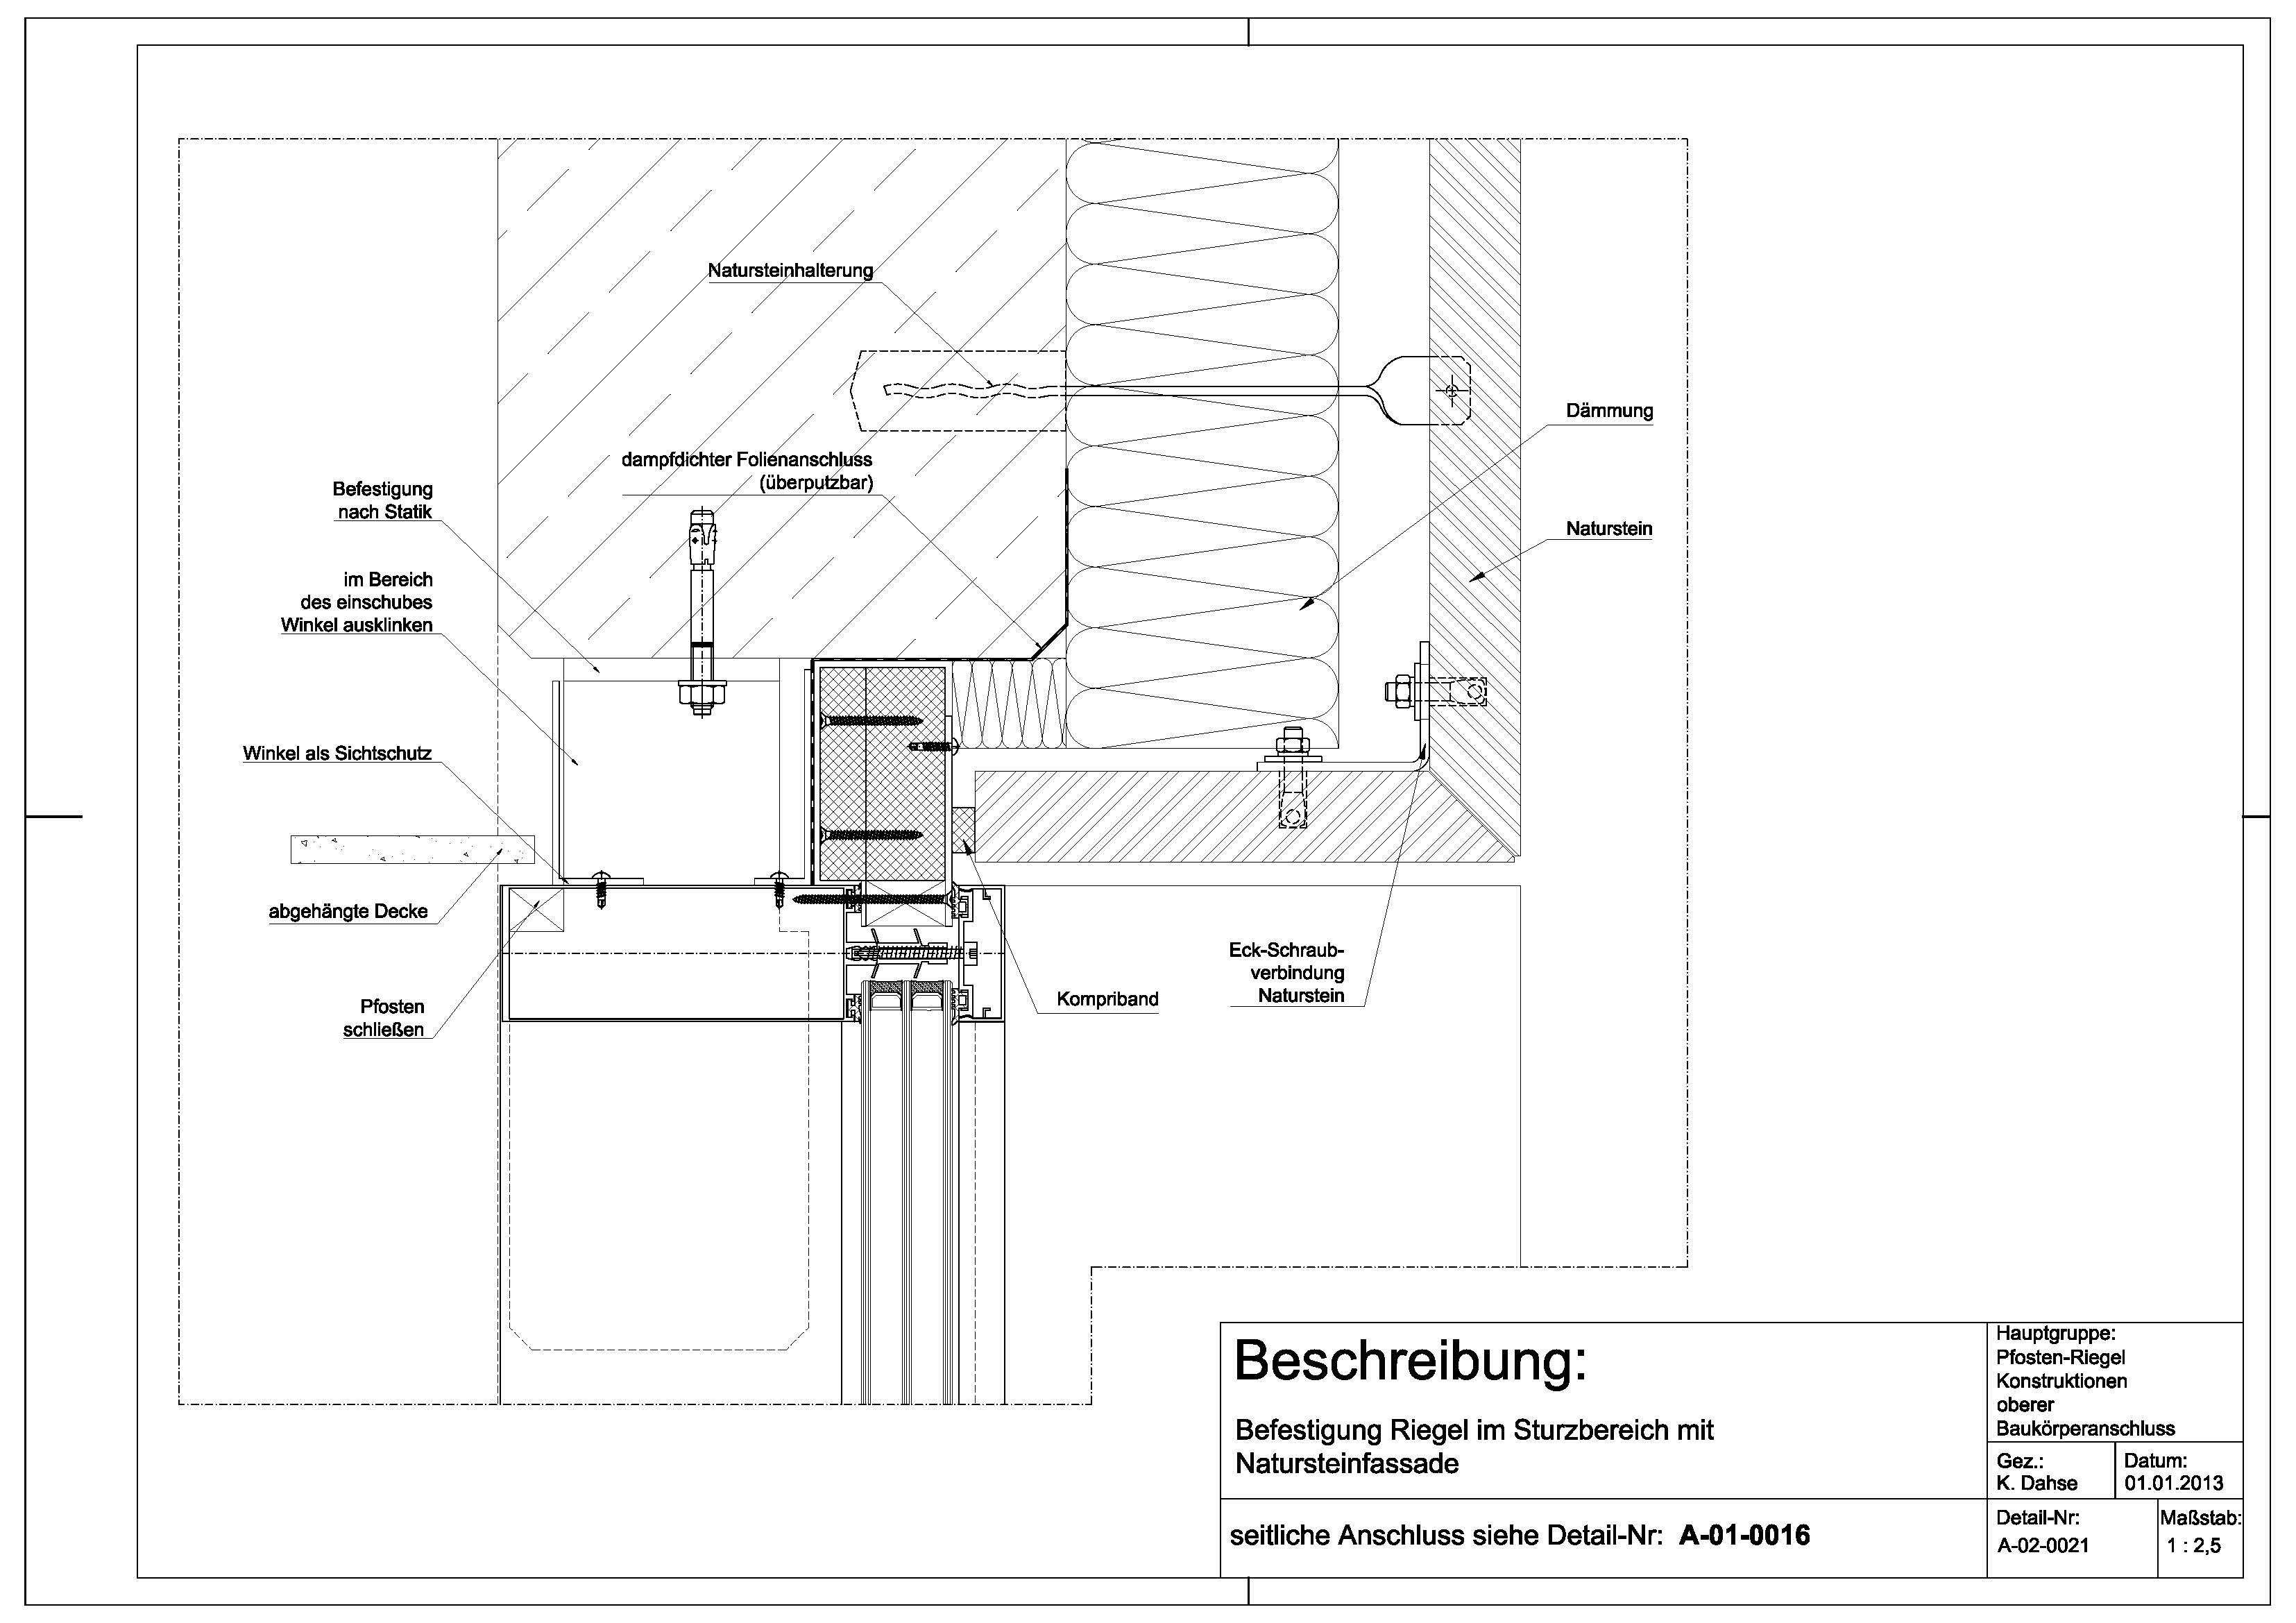 Natursteinhalterung
Dämmung
dampfdichter Folienanschluss
(überputzbar)
Befestigung
nach Statik
Naturstein
im Bereich
des einschubes
Winkel ausklinken
Winkel als Sichtschutz
abgehängte Decke
Pfosten
schließen
Kompriband
Eck-Schraub-
verbindung
Naturstein
Beschreibung:
Befestigung Riegel im Sturzbereich mit
Natursteinfassade
seitliche Anschluss siehe Detail-Nr: A-01-0016
Hauptgruppe:
Pfosten-Riegel
Konstruktionen
oberer
Baukörperanschluss
Gez.:
K. Dahse
Datum:
01.01.2013
Detail-Nr:
A-02-0021
Maßstab:
1 : 2,5